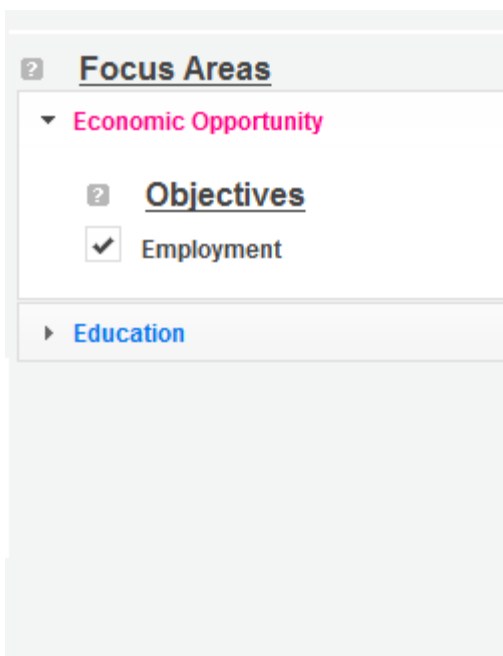 Focus Areas
Economic Opportunity
Objectives
Employment
Education